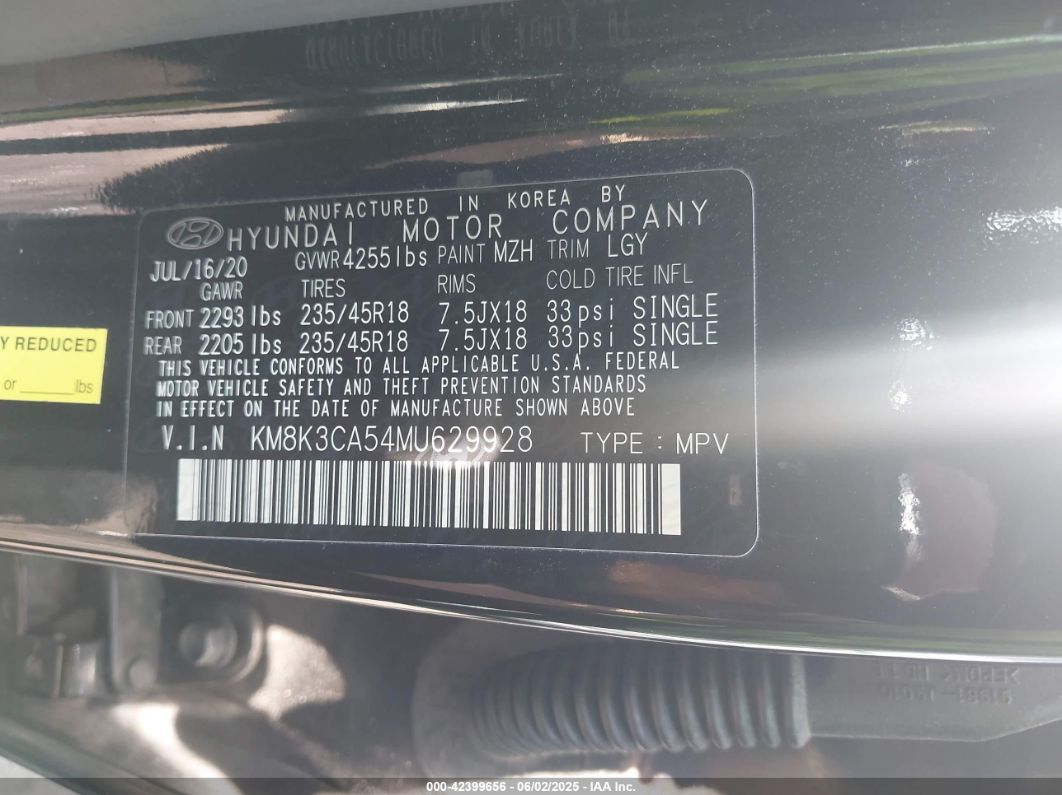 MANUFACTURED IN KOREA BY
HYUNDAI MOTOR COMPANY
JUL/16/20 GVWR 4255 lbs PAINT MZH TRIM LGY
GAWR TIRES RIMS COLD TIRE INFL
FRONT 2293 lbs 235/45R18 7.5JX18 33psi SINGLE
REAR 2205 lbs 235/45R18 7.5JX18 33psi SINGLE
THIS VEHICLE CONFORMS TO ALL APPLICABLE U.S.A. FEDERAL
MOTOR VEHICLE SAFETY AND THEFT PREVENTION STANDARDS
IN EFFECT ON THE DATE OF MANUFACTURE SHOWN ABOVE
V.I.N KM8K3CA54MU629928 TYPE : MPV
Y REDUCED
or ______lbs
000-42399656 - 06/02/2025 - IAA Inc.